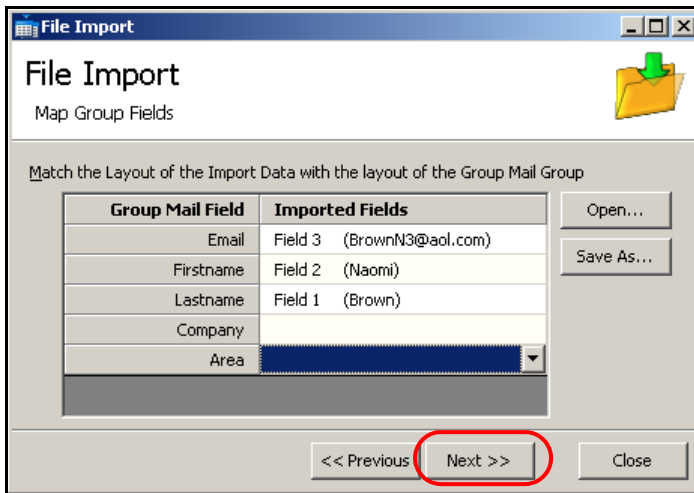 File Import
File Import
Map Group Fields
Match the Layout of the Import Data with the layout of the Group Mail Group
Group Mail Field Imported Fields
Open...
Email Field 3 (BrownN3@aol.com)
Firstname Field 2 (Naomi)
Save As...
Lastname Field 1 (Brown)
Company
Area
<< Previous Next >> Close